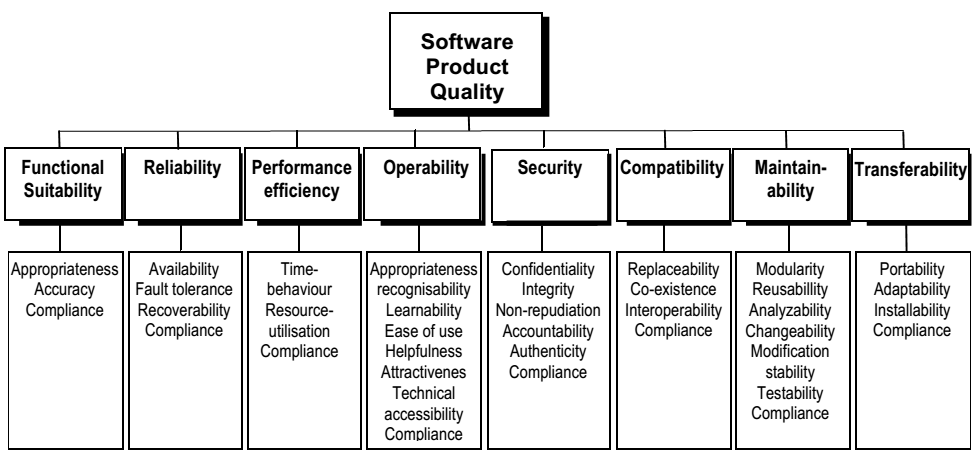 Software
Product
Quality
Functional
Suitability
Reliability
Performance
efficiency
Operability
Security
Compatibility
Maintain-
ability
Transferability
Appropriateness
Accuracy
Compliance
Availability
Fault tolerance
Recoverability
Compliance
Time-
behaviour
Resource-
utilisation
Compliance
Appropriateness
recognisability
Learnability
Ease of use
Helpfulness
Attractivenes
Technical
accessibility
Compliance
Confidentiality
Integrity
Non-repudiation
Accountability
Authenticity
Compliance
Replaceability
Co-existence
Interoperability
Compliance
Modularity
Reusabillity
Analyzability
Changeability
Modification
stability
Testability
Compliance
Portability
Adaptability
Installability
Compliance